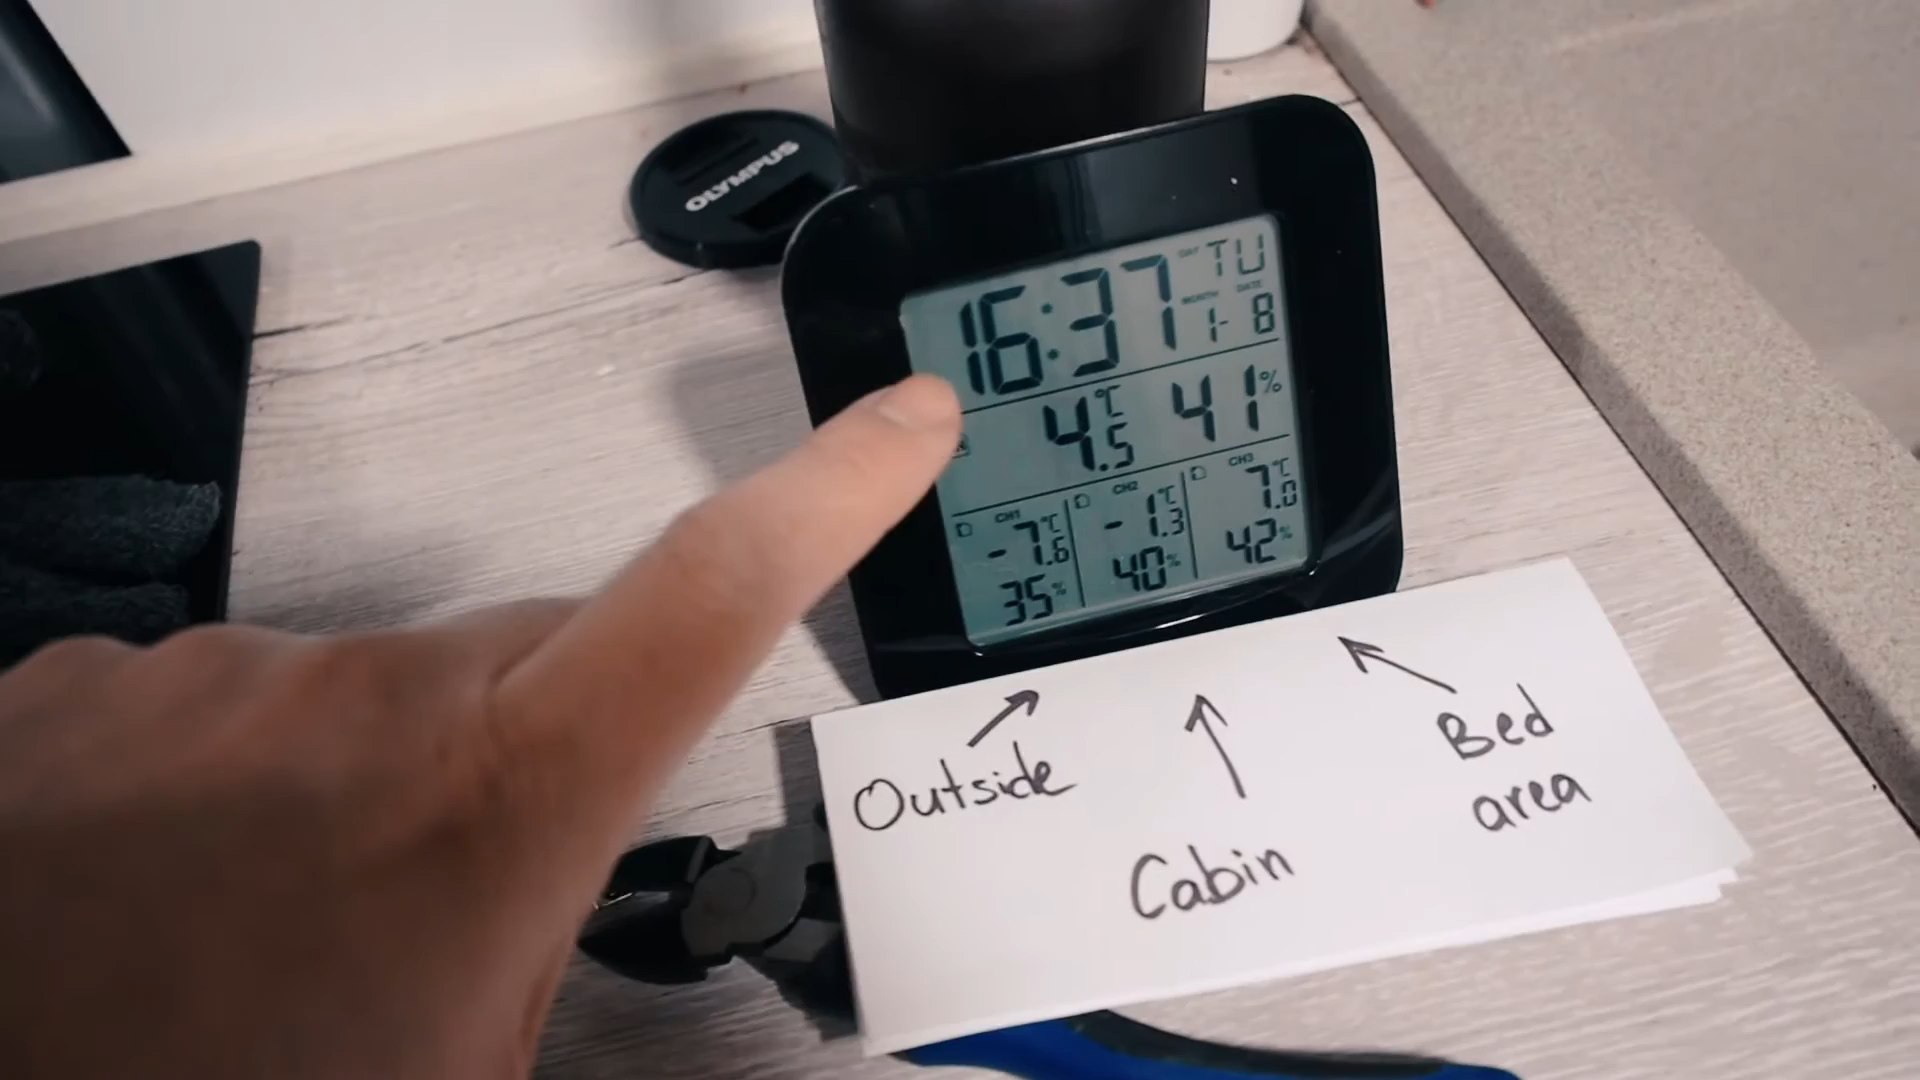 OLYMPUS
16:37 DAY TU
MONTH DATE
1- 8
4.5 °C 41%
CH1 CH2 CH3
-7.6 °C -1.3 °C 7.0 °C
35% 40% 42%
Outside
Cabin
Bed
area